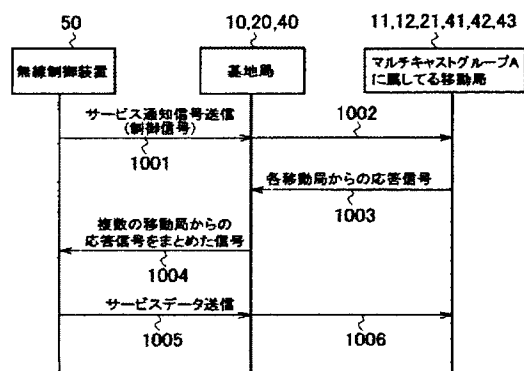 50
10,20,40
11,12,21,41,42,43
無線制御装置
基地局
マルチキャストグループA
に属してる移動局
サービス通知信号送信
(制御信号)
1001
1002
各移動局からの応答信号
1003
複数の移動局からの
応答信号をまとめた信号
1004
サービスデータ送信
1005
1006